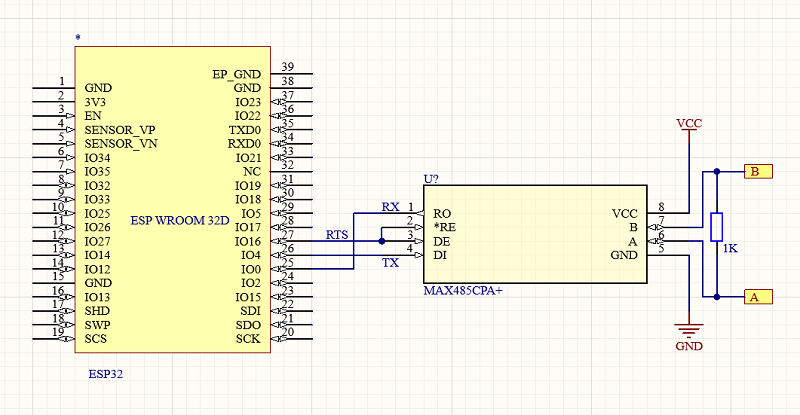 *
EP_GND 39
1 GND
GND 38
2 3V3
IO23 37
3 EN
IO22 36
4 SENSOR_VP
TXD0 35
5 SENSOR_VN
RXD0 34
6 IO34
IO21 33
7 IO35
NC 32
8 IO32
IO19 31
9 IO33
IO18 30
10 IO25
IO5 29
11 IO26
IO17 28
12 IO27
IO16 27
13 IO14
IO4 26
14 IO12
IO0 25
15 GND
IO2 24
16 IO13
IO15 23
17 SHD
SDI 22
18 SWP
SDO 21
19 SCS
SCK 20
ESP WROOM 32D
ESP32
RX
RTS
TX
U?
1 RO
2 *RE
3 DE
4 DI
VCC 8
B 7
A 6
GND 5
MAX485CPA+
VCC
B
1K
A
GND